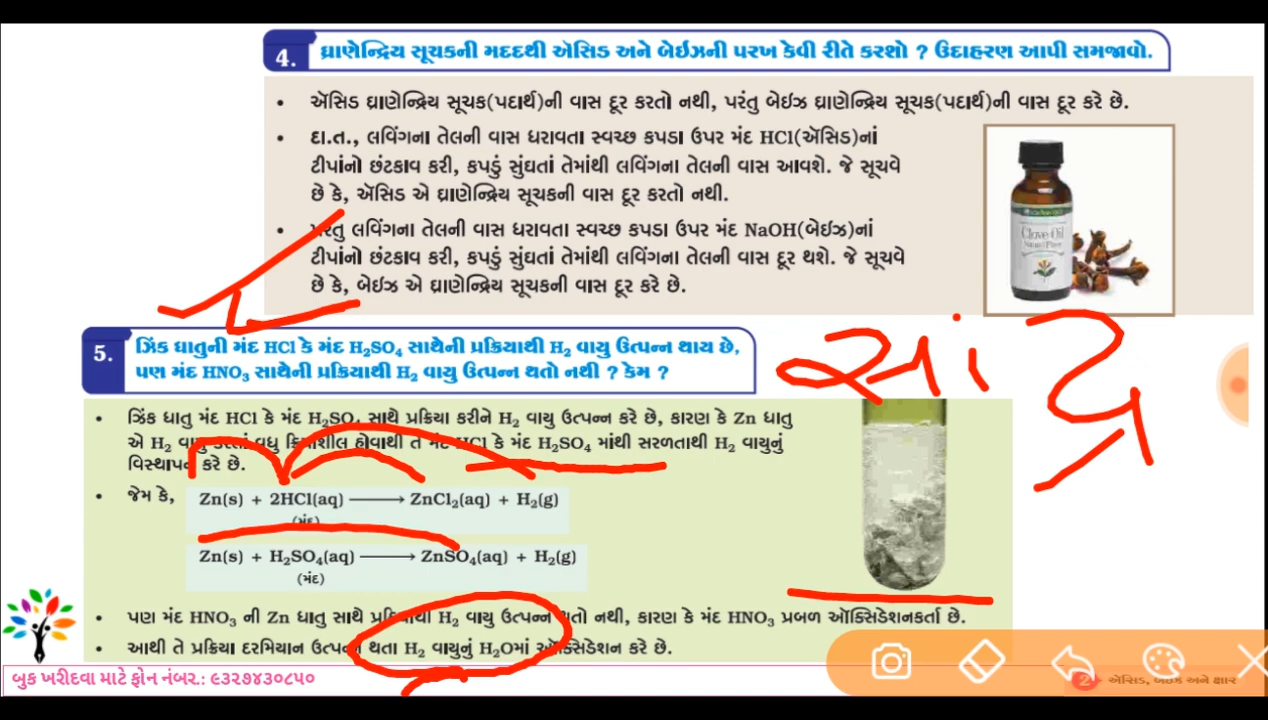 4. ઘ્રાણેન્દ્રિય સૂચકની મદદથી ઍસિડ અને બેઇઝની પરખ કેવી રીતે કરશો ? ઉદાહરણ આપી સમજાવો.
• ઍસિડ ઘ્રાણેન્દ્રિય સૂચક(પદાર્થ)ની વાસ દૂર કરતો નથી, પરંતુ બેઇઝ ઘ્રાણેન્દ્રિય સૂચક(પદાર્થ)ની વાસ દૂર કરે છે.
• દા.ત., લવિંગના તેલની વાસ ધરાવતા સ્વચ્છ કપડા ઉપર મંદ HCl(ઍસિડ)નાં
ટીપાંનો છંટકાવ કરી, કપડું સુંઘતાં તેમાંથી લવિંગના તેલની વાસ આવશે. જે સૂચવે
છે કે, ઍસિડ એ ઘ્રાણેન્દ્રિય સૂચકની વાસ દૂર કરતો નથી.
• પરંતુ લવિંગના તેલની વાસ ધરાવતા સ્વચ્છ કપડા ઉપર મંદ NaOH(બેઇઝ)નાં
ટીપાંનો છંટકાવ કરી, કપડું સુંઘતાં તેમાંથી લવિંગના તેલની વાસ દૂર થશે. જે સૂચવે
છે કે, બેઇઝ એ ઘ્રાણેન્દ્રિય સૂચકની વાસ દૂર કરે છે.
Clove Oil
5. ઝિંક ધાતુની મંદ HCl કે મંદ H₂SO₄ સાથેની પ્રક્રિયાથી H₂ વાયુ ઉત્પન્ન થાય છે,
પણ મંદ HNO₃ સાથેની પ્રક્રિયાથી H₂ વાયુ ઉત્પન્ન થતો નથી ? કેમ ?
• ઝિંક ધાતુ મંદ HCl કે મંદ H₂SO₄ સાથે પ્રક્રિયા કરીને H₂ વાયુ ઉત્પન્ન કરે છે, કારણ કે Zn ધાતુ
એ H₂ વાયુ કરતાં વધુ ક્રિયાશીલ હોવાથી તે મંદ HCl કે મંદ H₂SO₄ માંથી સરળતાથી H₂ વાયુનું
વિસ્થાપન કરે છે.
• જેમ કે, Zn(s) + 2HCl(aq) ⟶ ZnCl₂(aq) + H₂(g)
(મંદ)
Zn(s) + H₂SO₄(aq) ⟶ ZnSO₄(aq) + H₂(g)
(મંદ)
• પણ મંદ HNO₃ ની Zn ધાતુ સાથે પ્રક્રિયાથી H₂ વાયુ ઉત્પન્ન થતો નથી, કારણ કે મંદ HNO₃ પ્રબળ ઑક્સિડેશનકર્તા છે.
• આથી તે પ્રક્રિયા દરમિયાન ઉત્પન્ન થતા H₂ વાયુનું H₂Oમાં ઑક્સિડેશન કરે છે.
બુક ખરીદવા માટે ફોન નંબર.: ૯૩૨૭૪૩૦૮૫૦
2 ઍસિડ, બેઇઝ અને ક્ષાર